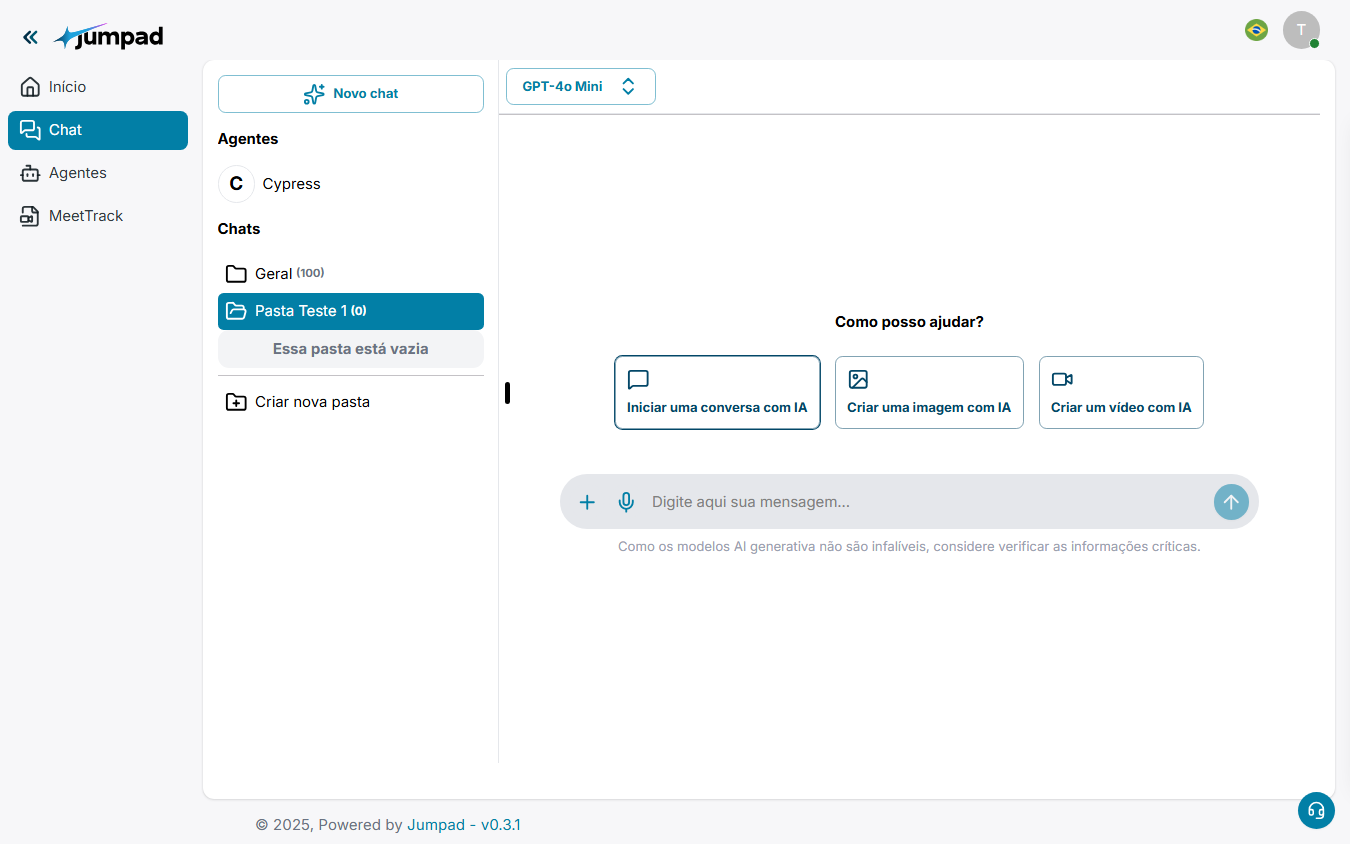 jumpad
T
Início
Chat
Agentes
MeetTrack
Novo chat
Agentes
C Cypress
Chats
Geral (100)
Pasta Teste 1 (0)
Essa pasta está vazia
Criar nova pasta
GPT-4o Mini
Como posso ajudar?
Iniciar uma conversa com IA
Criar uma imagem com IA
Criar um vídeo com IA
Digite aqui sua mensagem...
Como os modelos AI generativa não são infalíveis, considere verificar as informações críticas.
© 2025, Powered by Jumpad - v0.3.1